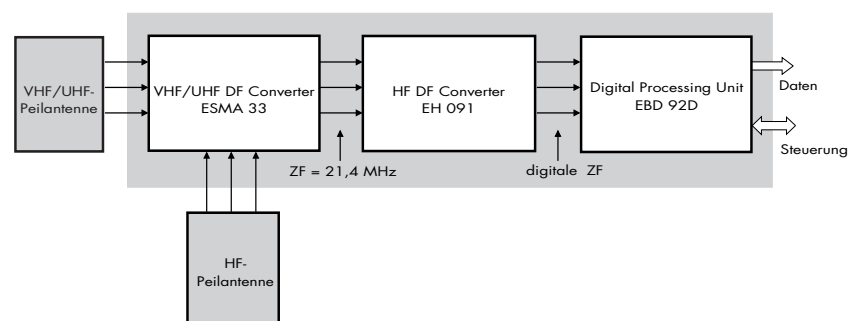 VHF/UHF-
Peilantenne
VHF/UHF DF Converter
ESMA 33
HF DF Converter
EH 091
Digital Processing Unit
EBD 92D
Daten
Steuerung
ZF = 21,4 MHz
digitale ZF
HF-
Peilantenne